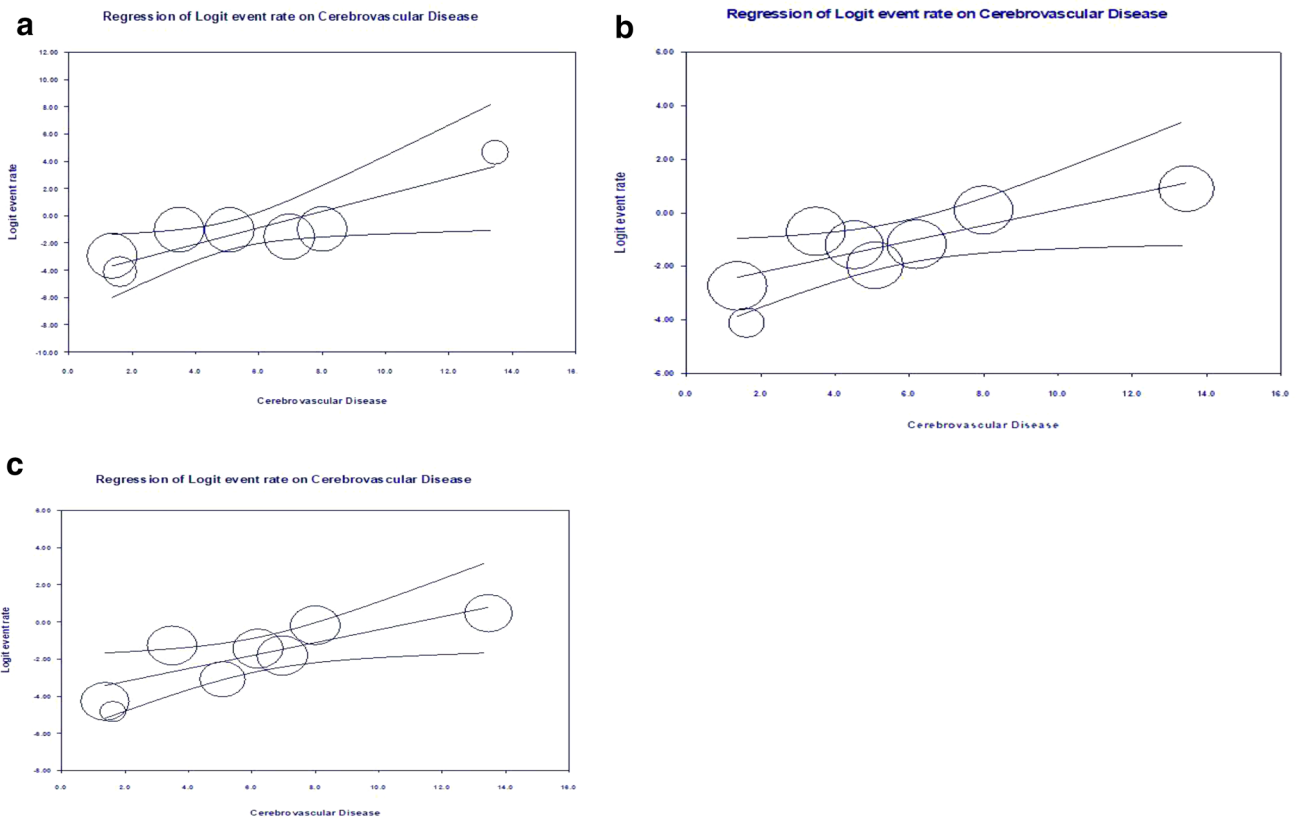 a
Regression of Logit event rate on Cerebrovascular Disease
12.00
10.00
8.00
6.00
4.00
2.00
0.00
-2.00
-4.00
-6.00
-8.00
-10.00
Logit event rate
0.0 2.0 4.0 6.0 8.0 10.0 12.0 14.0 16.
Cerebrovascular Disease
b
Regression of Logit event rate on Cerebrovascular Disease
6.00
4.00
2.00
0.00
-2.00
-4.00
-6.00
Logit event rate
0.0 2.0 4.0 6.0 8.0 10.0 12.0 14.0 16.0
Cerebrovascular Disease
c
Regression of Logit event rate on Cerebrovascular Disease
6.00
4.00
2.00
0.00
-2.00
-4.00
-6.00
-8.00
Logit event rate
0.0 2.0 4.0 6.0 8.0 10.0 12.0 14.0 16.0
Cerebrovascular Disease